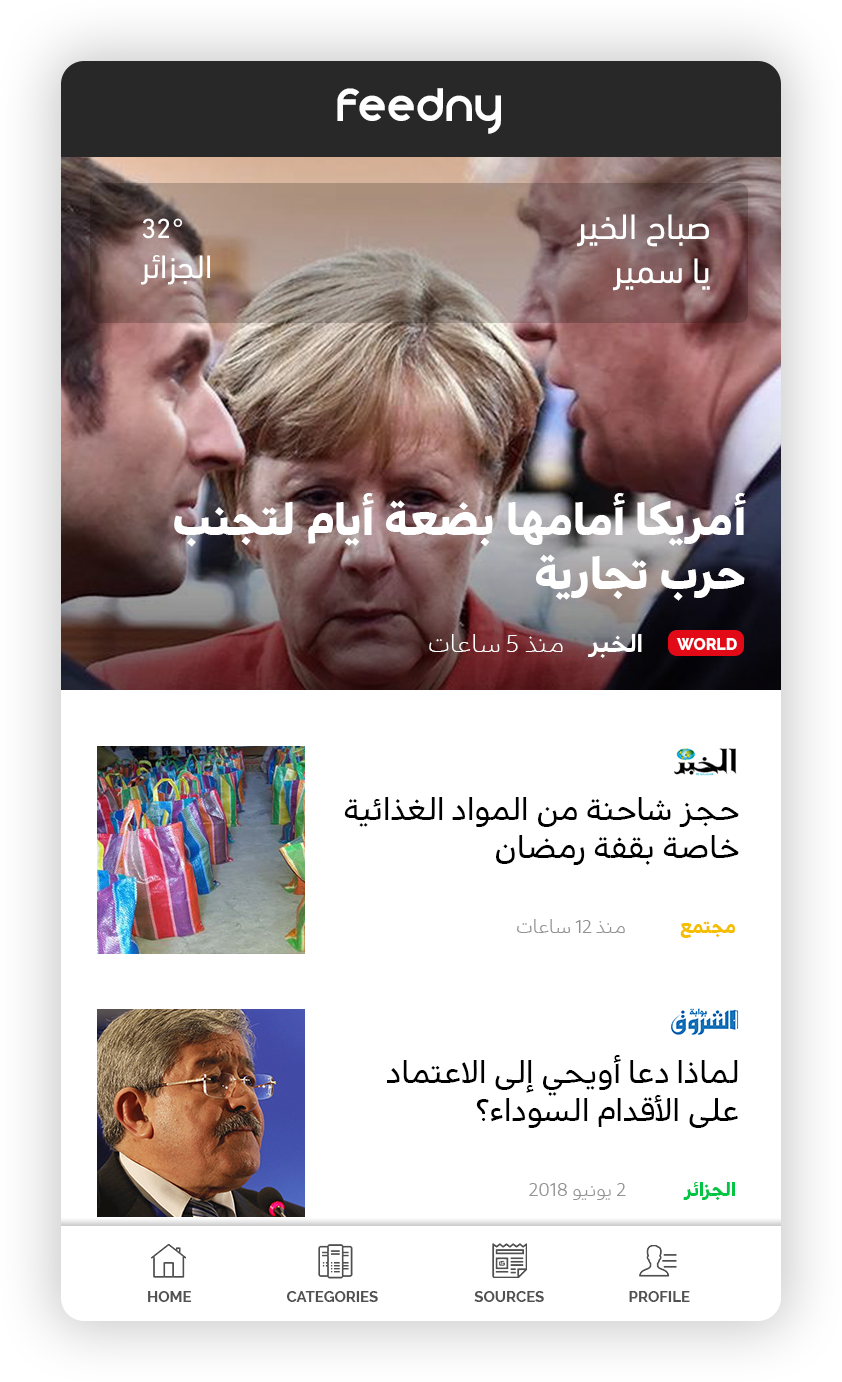 feedny
صباح الخير
يا سمير
32°
الجزائر
أمريكا أمامها بضعة أيام لتجنب
حرب تجارية
WORLD الخبر منذ 5 ساعات
الخبر
حجز شاحنة من المواد الغذائية
خاصة بقفة رمضان
مجتمع منذ 12 ساعات
بوابة
الشروق
لماذا دعا أويحي إلى الاعتماد
على الأقدام السوداء؟
الجزائر 2 يونيو 2018
HOME CATEGORIES SOURCES PROFILE